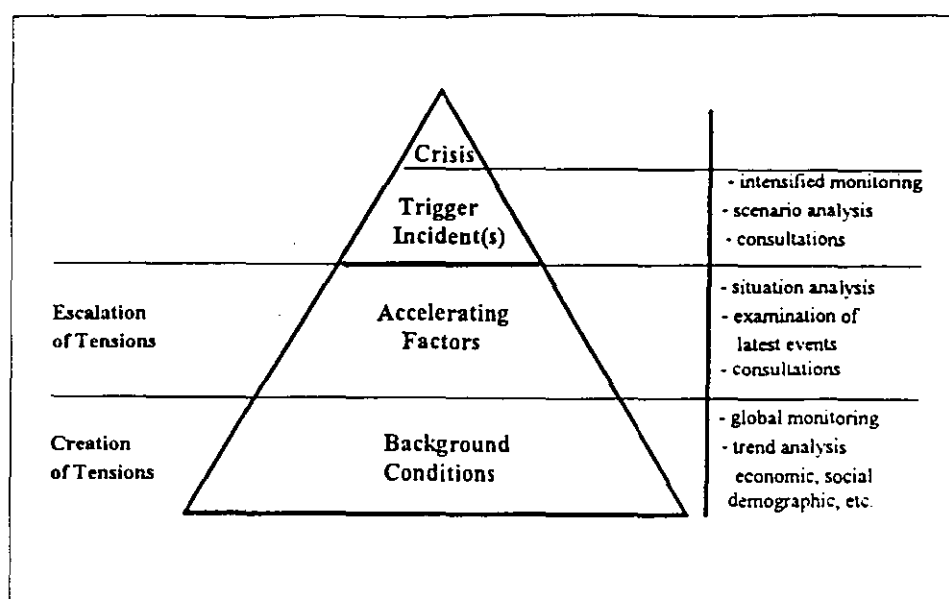 Crisis
Trigger
Incident(s)
- intensified monitoring
- scenario analysis
- consultations
Escalation
of Tensions
Accelerating
Factors
- situation analysis
- examination of
latest events
- consultations
Creation
of Tensions
Background
Conditions
- global monitoring
- trend analysis
economic, social
demographic, etc.